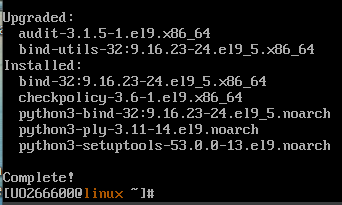 Upgraded:
audit-3.1.5-1.el9.x86_64
bind-utils-32:9.16.23-24.el9_5.x86_64
Installed:
bind-32:9.16.23-24.el9_5.x86_64
checkpolicy-3.6-1.el9.x86_64
python3-bind-32:9.16.23-24.el9_5.noarch
python3-ply-3.11-14.el9.noarch
python3-setuptools-53.0.0-13.el9.noarch
Complete!
[UO266600@linux ~]#